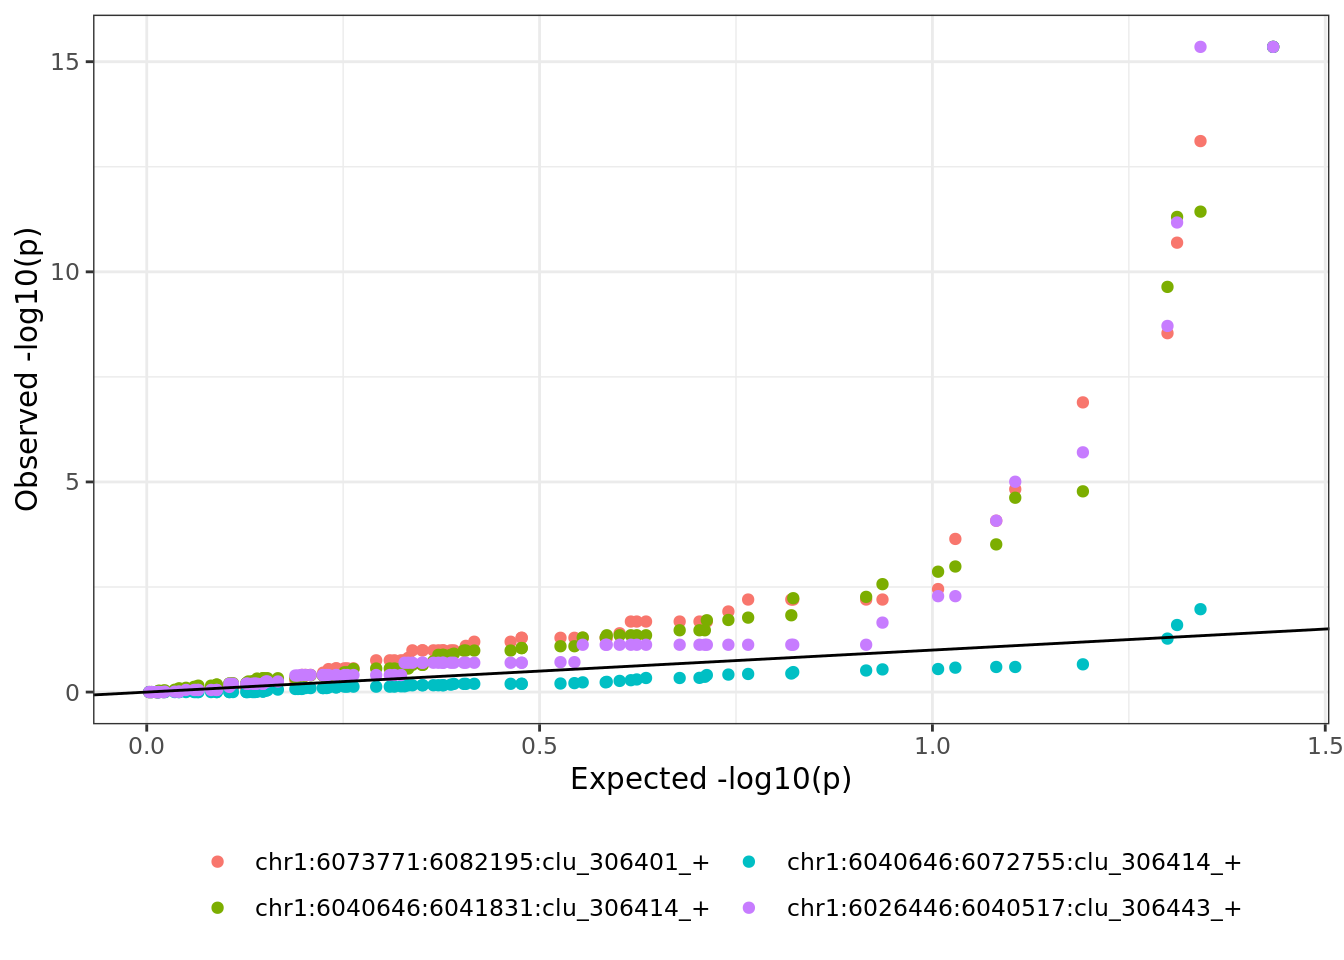 Observed -log10(p)
15
10
5
0
0.0 0.5 1.0 1.5
Expected -log10(p)
chr1:6073771:6082195:clu_306401_+ chr1:6040646:6072755:clu_306414_+
chr1:6040646:6041831:clu_306414_+ chr1:6026446:6040517:clu_306443_+